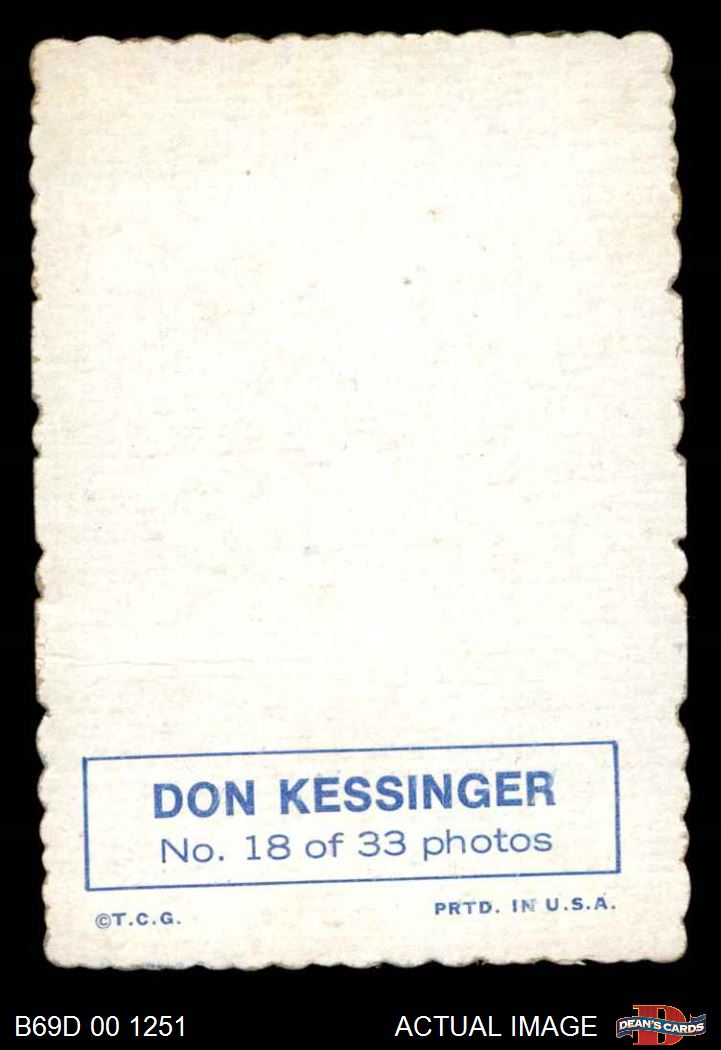 DON KESSINGER
No. 18 of 33 photos
©T.C.G.
PRTD. IN U.S.A.
B69D 00 1251
ACTUAL IMAGE
D
DEAN'S CARDS